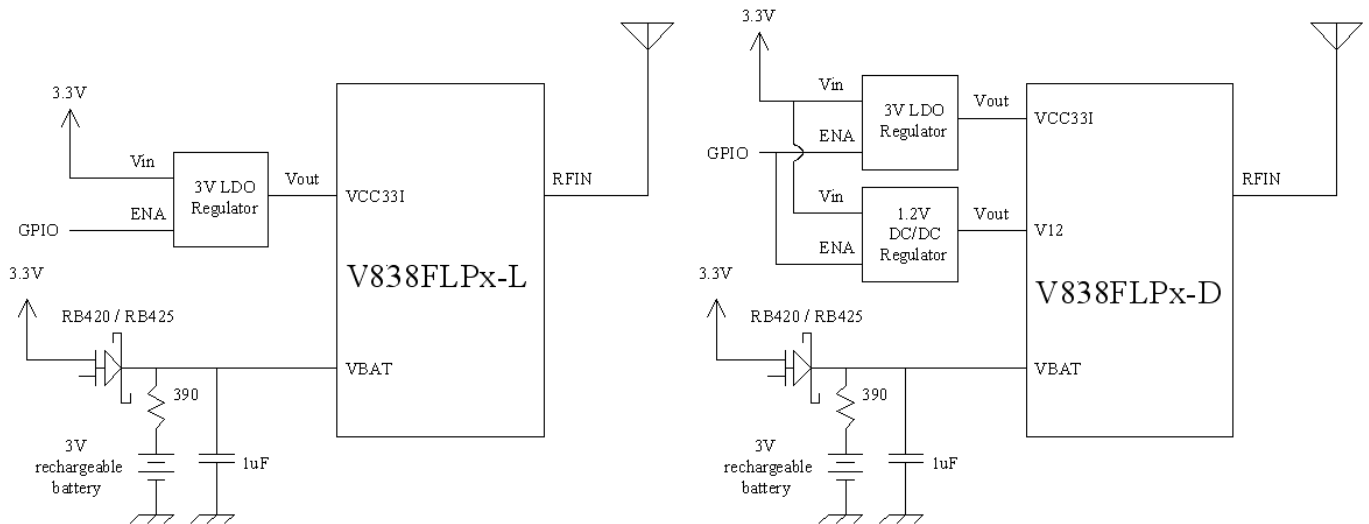 3.3V
Vin
3V LDO
Regulator
Vout
ENA
GPIO
VCC33I
RFIN
V838FLPx-L
3.3V
RB420 / RB425
VBAT
390
3V
rechargeable
battery
1uF
3.3V
Vin
3V LDO
Regulator
Vout
ENA
GPIO
VCC33I
RFIN
Vin
1.2V
DC/DC
Regulator
Vout
ENA
V12
V838FLPx-D
3.3V
RB420 / RB425
VBAT
390
3V
rechargeable
battery
1uF